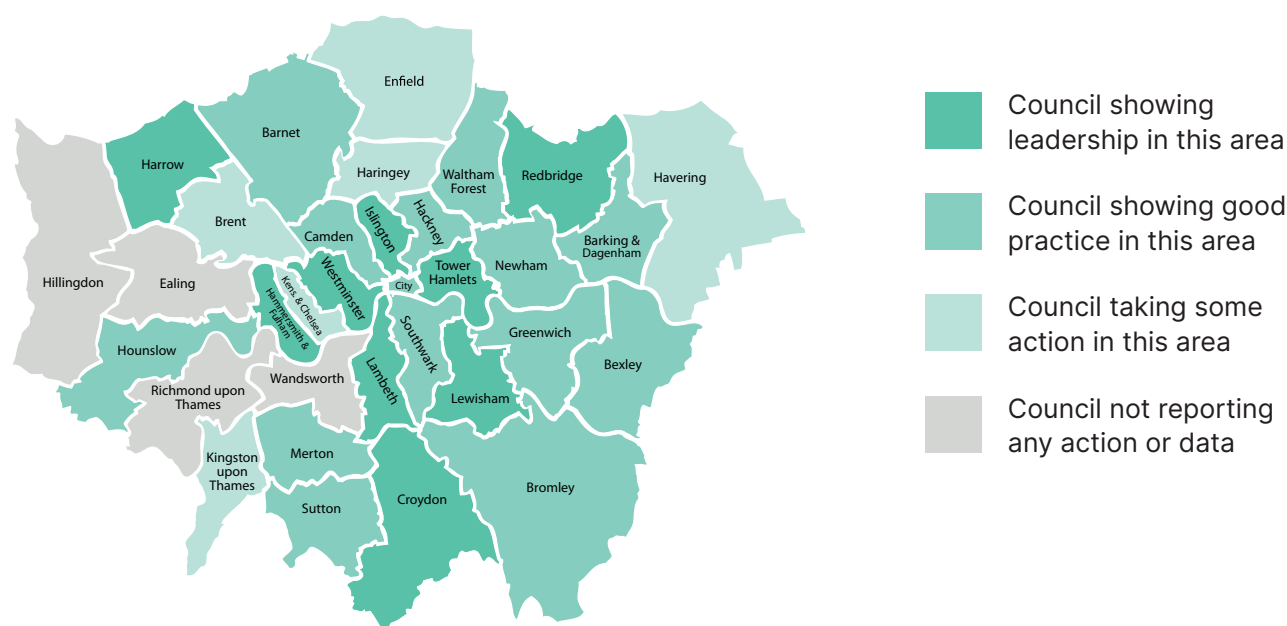 Enfield
Barnet
Harrow
Haringey
Waltham
Forest
Redbridge
Havering
Brent
Camden
Islington
Hackney
Barking &
Dagenham
Hillingdon
Ealing
Kens. & Chelsea
Hammersmith &
Fulham
Westminster
City
Tower
Hamlets
Newham
Hounslow
Southwark
Greenwich
Bexley
Richmond upon
Thames
Wandsworth
Lambeth
Lewisham
Kingston
upon
Thames
Merton
Sutton
Croydon
Bromley
Council showing
leadership in this area
Council showing good
practice in this area
Council taking some
action in this area
Council not reporting
any action or data